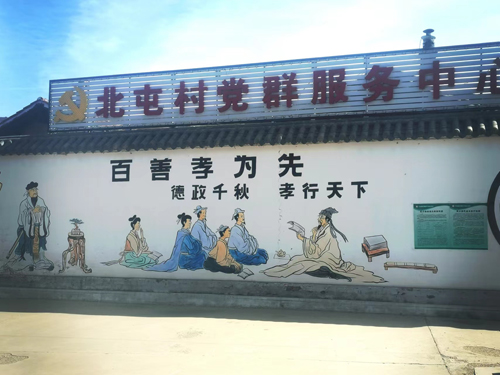 北屯村党群服务中心
百善孝为先
德政千秋 孝行天下